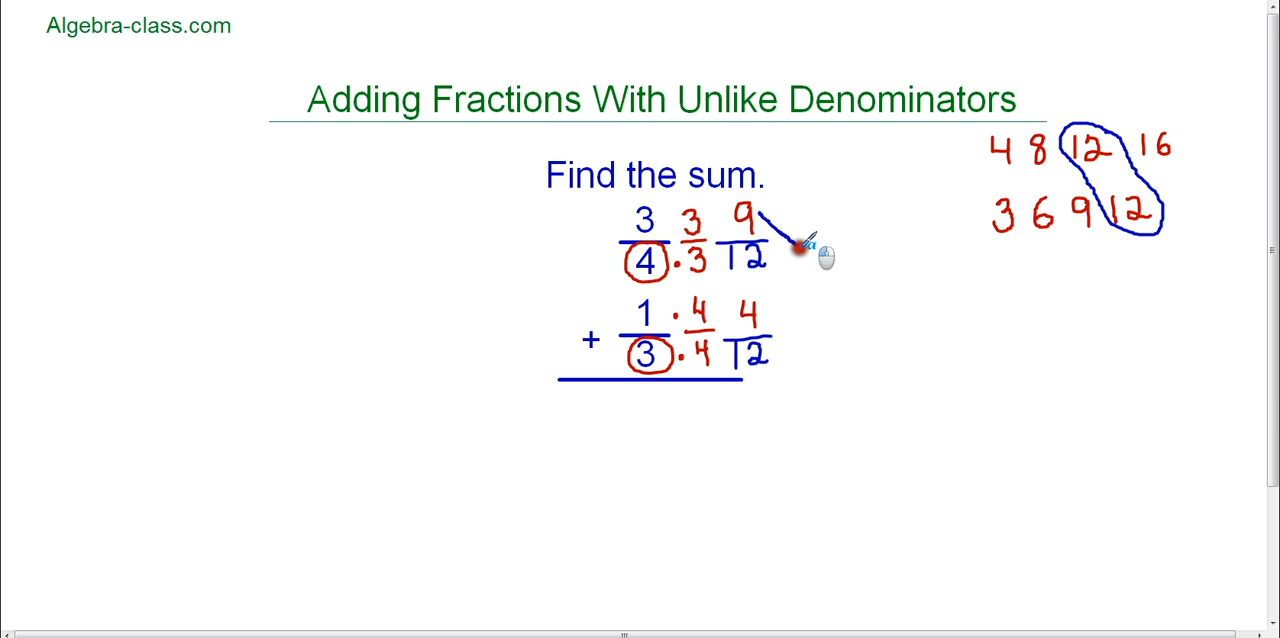 Algebra-class.com
Adding Fractions With Unlike Denominators
4 8 12 16
3 6 9 12
Find the sum.
3 3 9
4 · 3 12
1 · 4 4
+
3 · 4 12